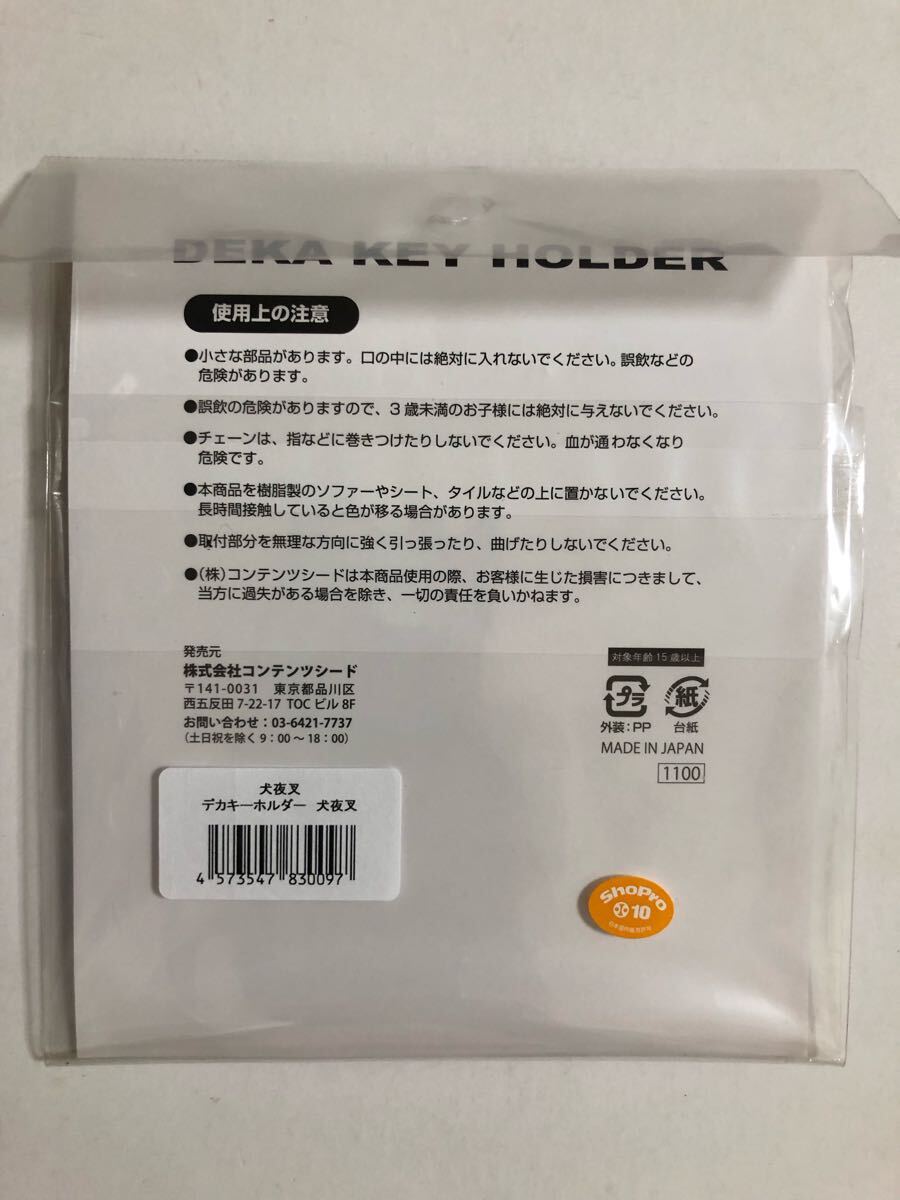 DEKA KEY HOLDER
使用上の注意
●小さな部品があります。口の中には絶対に入れないでください。誤飲などの
危険があります。
●誤飲の危険がありますので、3歳未満のお子様には絶対に与えないでください。
●チェーンは、指などに巻きつけたりしないでください。血が通わなくなり
危険です。
●本商品を樹脂製のソファーやシート、タイルなどの上に置かないでください。
長時間接触していると色が移る場合があります。
●取付部分を無理な方向に強く引っ張ったり、曲げたりしないでください。
●(株)コンテンツシードは本商品使用の際、お客様に生じた損害につきまして、
当方に過失がある場合を除き、一切の責任を負いかねます。
発売元
株式会社コンテンツシード
〒141-0031 東京都品川区
西五反田 7-22-17 TOC ビル 8F
お問い合わせ：03-6421-7737
(土日祝を除く 9：00 ～ 18：00)
対象年齢 15 歳以上
プラ
紙
外装：PP
台紙
MADE IN JAPAN
1100
犬夜叉
デカキーホルダー 犬夜叉
4 573547 830097
ShoPro
10